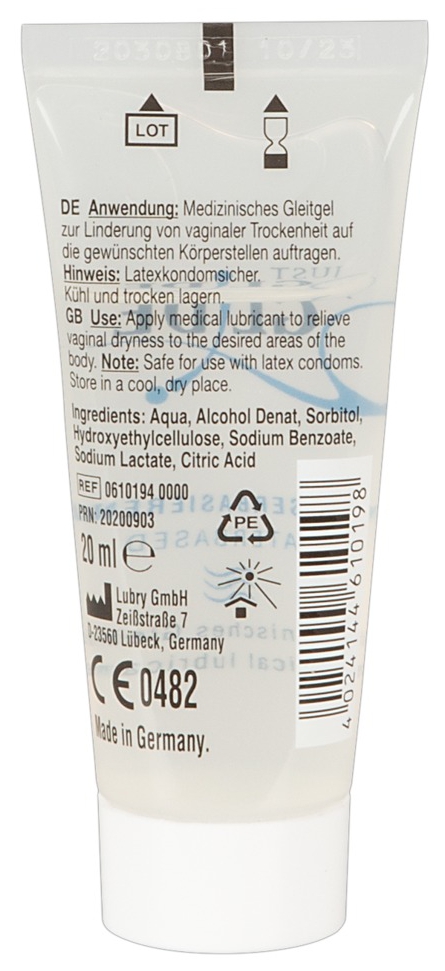 2030801 10/23
LOT
DE Anwendung: Medizinisches Gleitgel
zur Linderung von vaginaler Trockenheit auf
die gewünschten Körperstellen auftragen.
Hinweis: Latexkondomsicher.
Kühl und trocken lagern.
GB Use: Apply medical lubricant to relieve
vaginal dryness to the desired areas of the
body. Note: Safe for use with latex condoms.
Store in a cool, dry place.
Ingredients: Aqua, Alcohol Denat, Sorbitol,
Hydroxyethylcellulose, Sodium Benzoate,
Sodium Lactate, Citric Acid
REF 0610194 0000
PRN: 20200903
20 ml ℮
PE
Lubry GmbH
Zeißstraße 7
D-23560 Lübeck, Germany
CE 0482
Made in Germany.
4024144610198